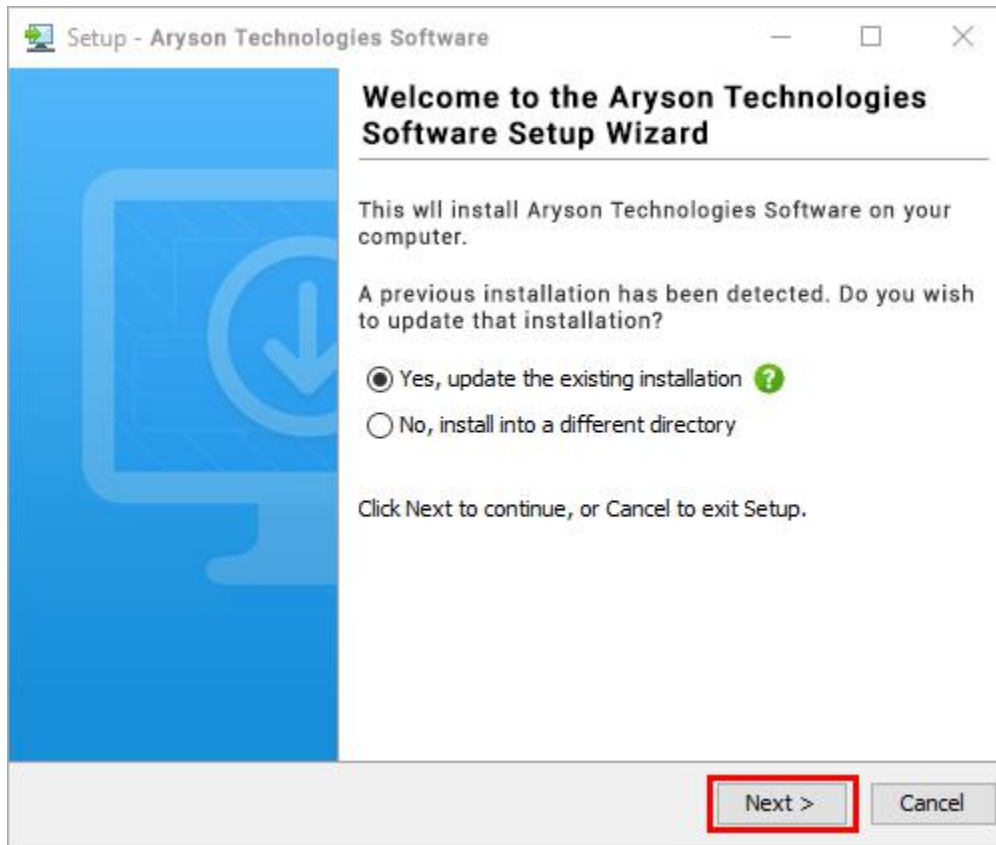 Setup - Aryson Technologies Software
Welcome to the Aryson Technologies
Software Setup Wizard
This wll install Aryson Technologies Software on your
computer.
A previous installation has been detected. Do you wish
to update that installation?
Yes, update the existing installation ?
No, install into a different directory
Click Next to continue, or Cancel to exit Setup.
Next > Cancel